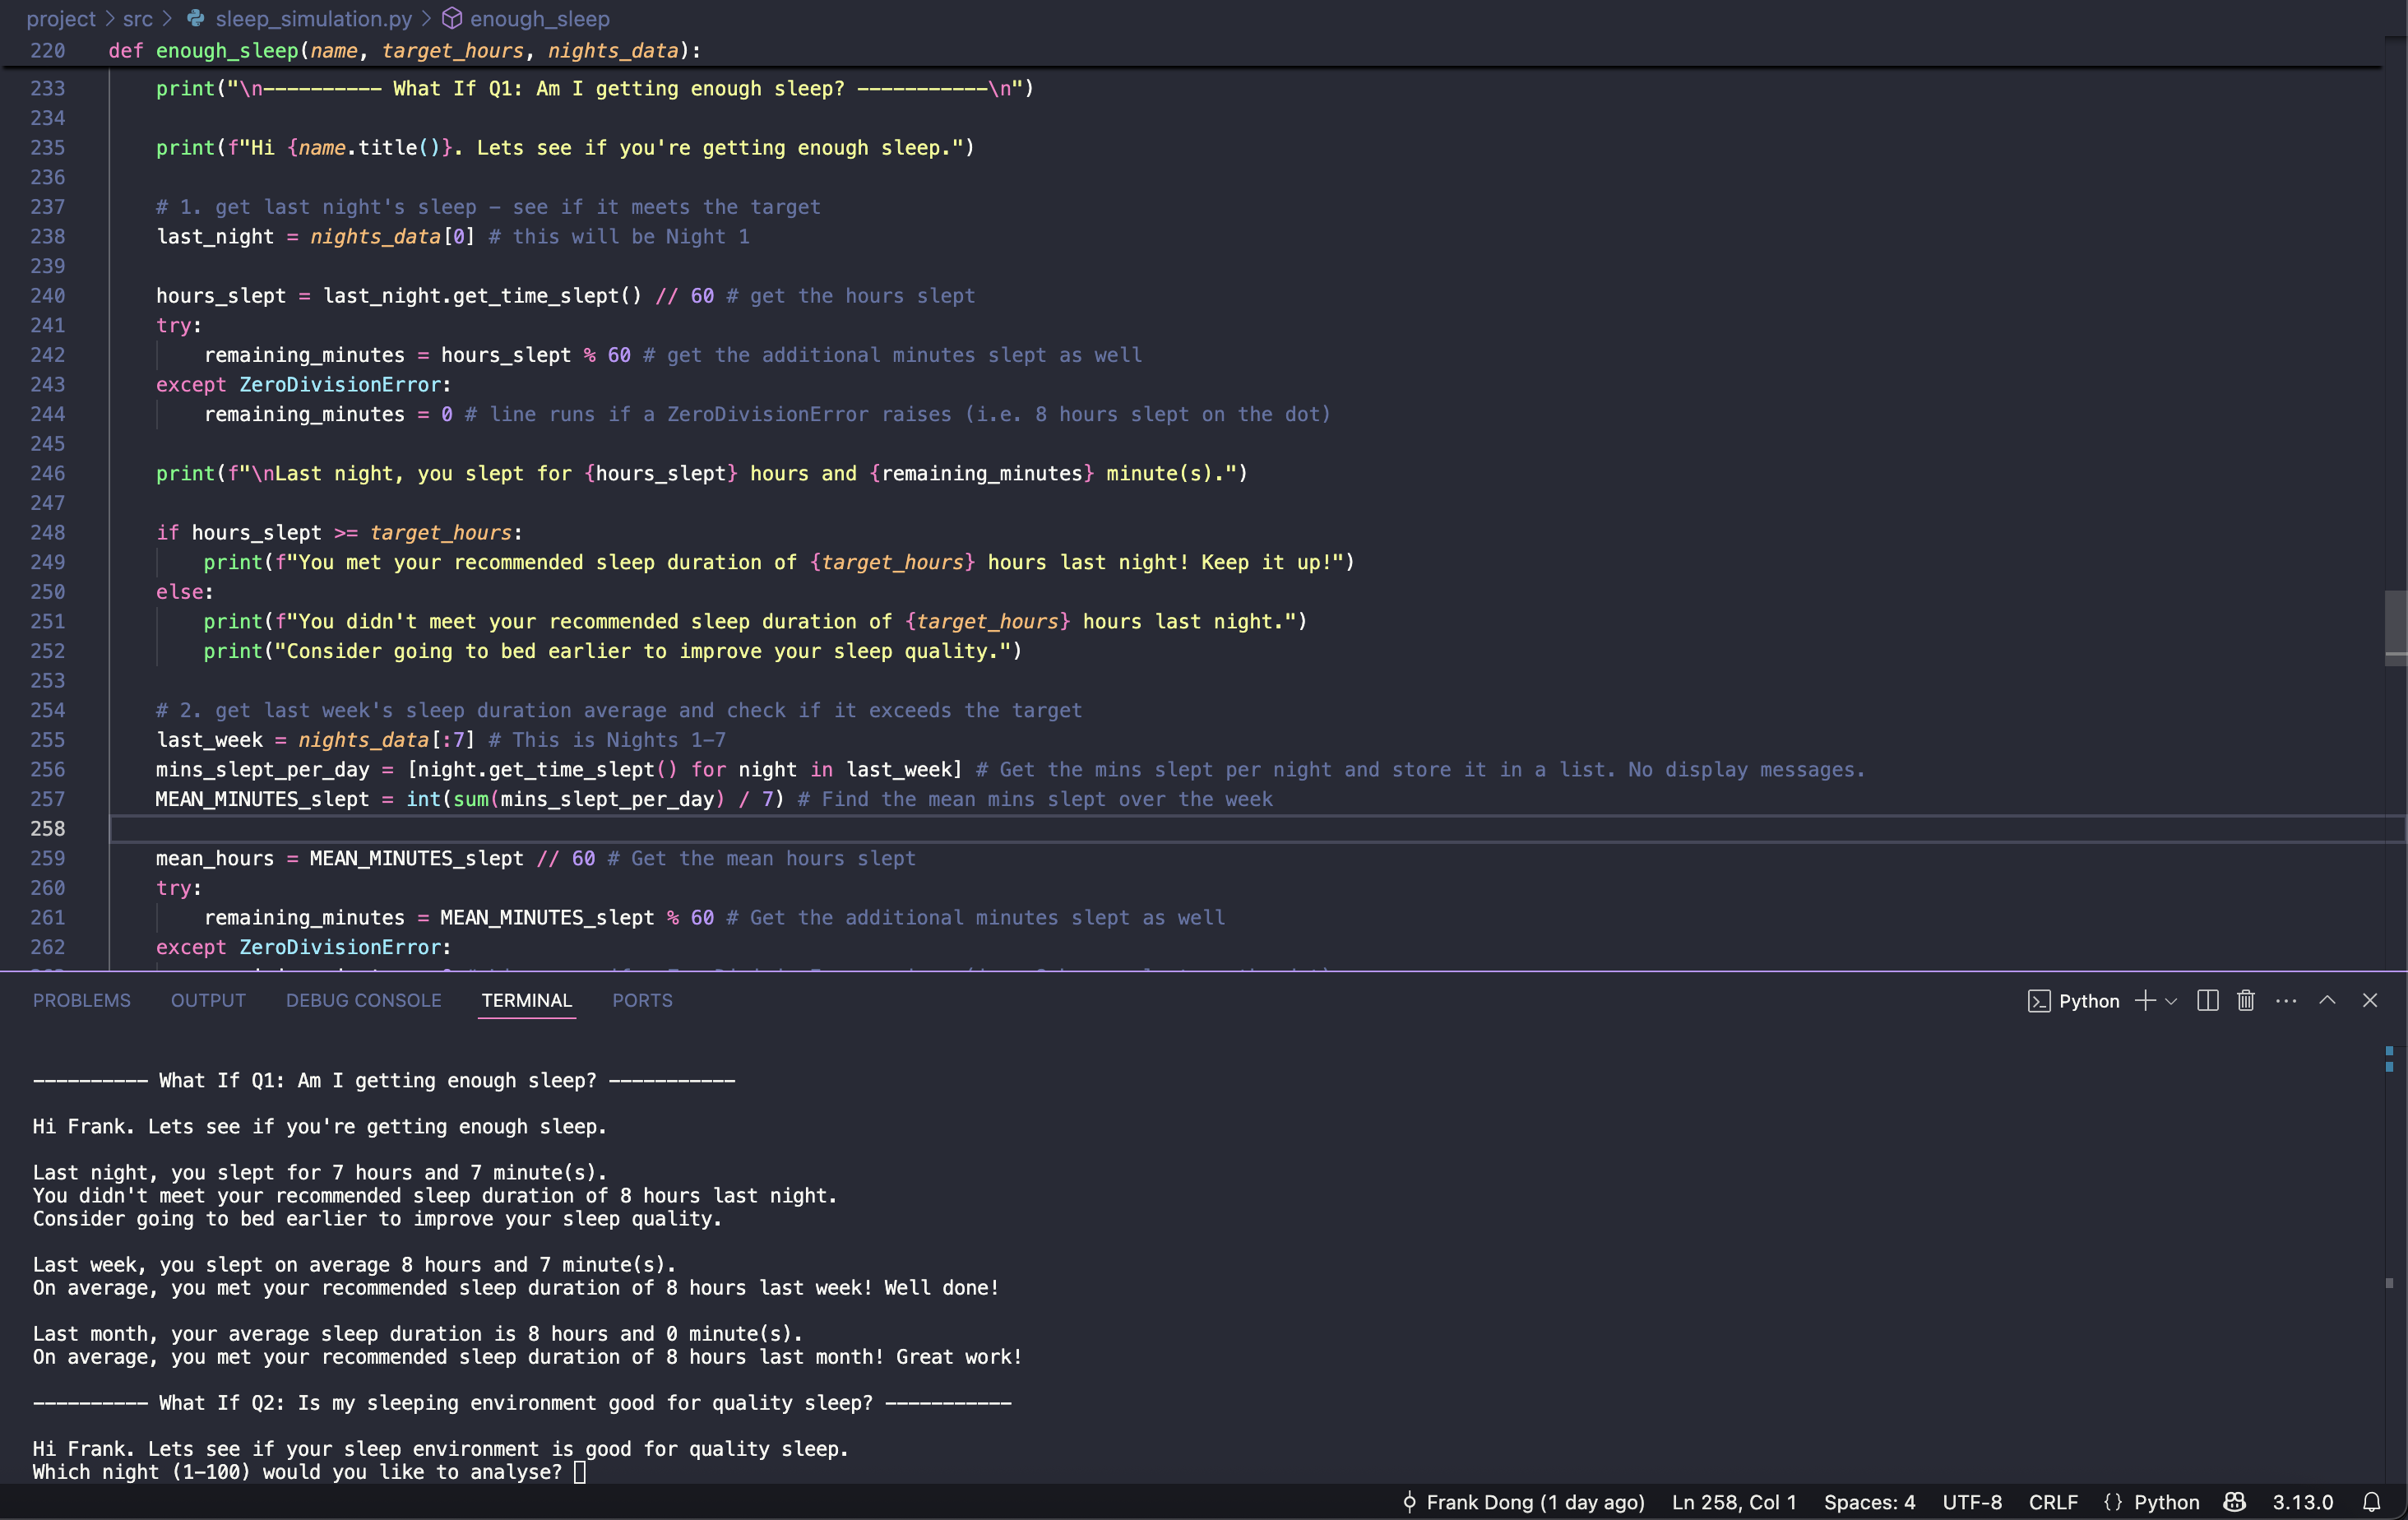 project > src > sleep_simulation.py > enough_sleep
220 def enough_sleep(name, target_hours, nights_data):
233 print("\n---------- What If Q1: Am I getting enough sleep? -----------\n")
234
235 print(f"Hi {name.title()}. Lets see if you're getting enough sleep.")
236
237 # 1. get last night's sleep - see if it meets the target
238 last_night = nights_data[0] # this will be Night 1
239
240 hours_slept = last_night.get_time_slept() // 60 # get the hours slept
241 try:
242 remaining_minutes = hours_slept % 60 # get the additional minutes slept as well
243 except ZeroDivisionError:
244 remaining_minutes = 0 # line runs if a ZeroDivisionError raises (i.e. 8 hours slept on the dot)
245
246 print(f"\nLast night, you slept for {hours_slept} hours and {remaining_minutes} minute(s).")
247
248 if hours_slept >= target_hours:
249 print(f"You met your recommended sleep duration of {target_hours} hours last night! Keep it up!")
250 else:
251 print(f"You didn't meet your recommended sleep duration of {target_hours} hours last night.")
252 print("Consider going to bed earlier to improve your sleep quality.")
253
254 # 2. get last week's sleep duration average and check if it exceeds the target
255 last_week = nights_data[:7] # This is Nights 1-7
256 mins_slept_per_day = [night.get_time_slept() for night in last_week] # Get the mins slept per night and store it in a list. No display messages.
257 MEAN_MINUTES_slept = int(sum(mins_slept_per_day) / 7) # Find the mean mins slept over the week
258
259 mean_hours = MEAN_MINUTES_slept // 60 # Get the mean hours slept
260 try:
261 remaining_minutes = MEAN_MINUTES_slept % 60 # Get the additional minutes slept as well
262 except ZeroDivisionError:
PROBLEMS OUTPUT DEBUG CONSOLE TERMINAL PORTS Python
---------- What If Q1: Am I getting enough sleep? -----------
Hi Frank. Lets see if you're getting enough sleep.
Last night, you slept for 7 hours and 7 minute(s).
You didn't meet your recommended sleep duration of 8 hours last night.
Consider going to bed earlier to improve your sleep quality.
Last week, you slept on average 8 hours and 7 minute(s).
On average, you met your recommended sleep duration of 8 hours last week! Well done!
Last month, your average sleep duration is 8 hours and 0 minute(s).
On average, you met your recommended sleep duration of 8 hours last month! Great work!
---------- What If Q2: Is my sleeping environment good for quality sleep? -----------
Hi Frank. Lets see if your sleep environment is good for quality sleep.
Which night (1-100) would you like to analyse?
Frank Dong (1 day ago) Ln 258, Col 1 Spaces: 4 UTF-8 CRLF {} Python 3.13.0